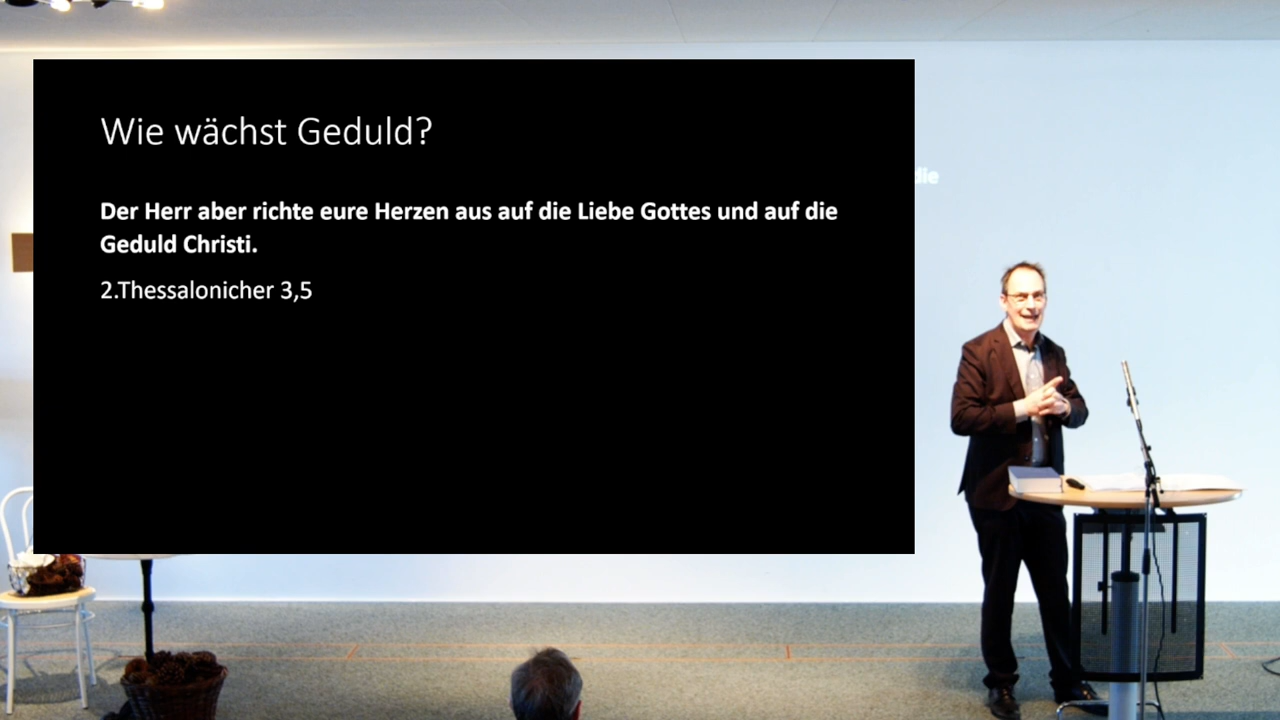 Wie wächst Geduld?
Der Herr aber richte eure Herzen aus auf die Liebe Gottes und auf die
Geduld Christi.
2.Thessalonicher 3,5
die